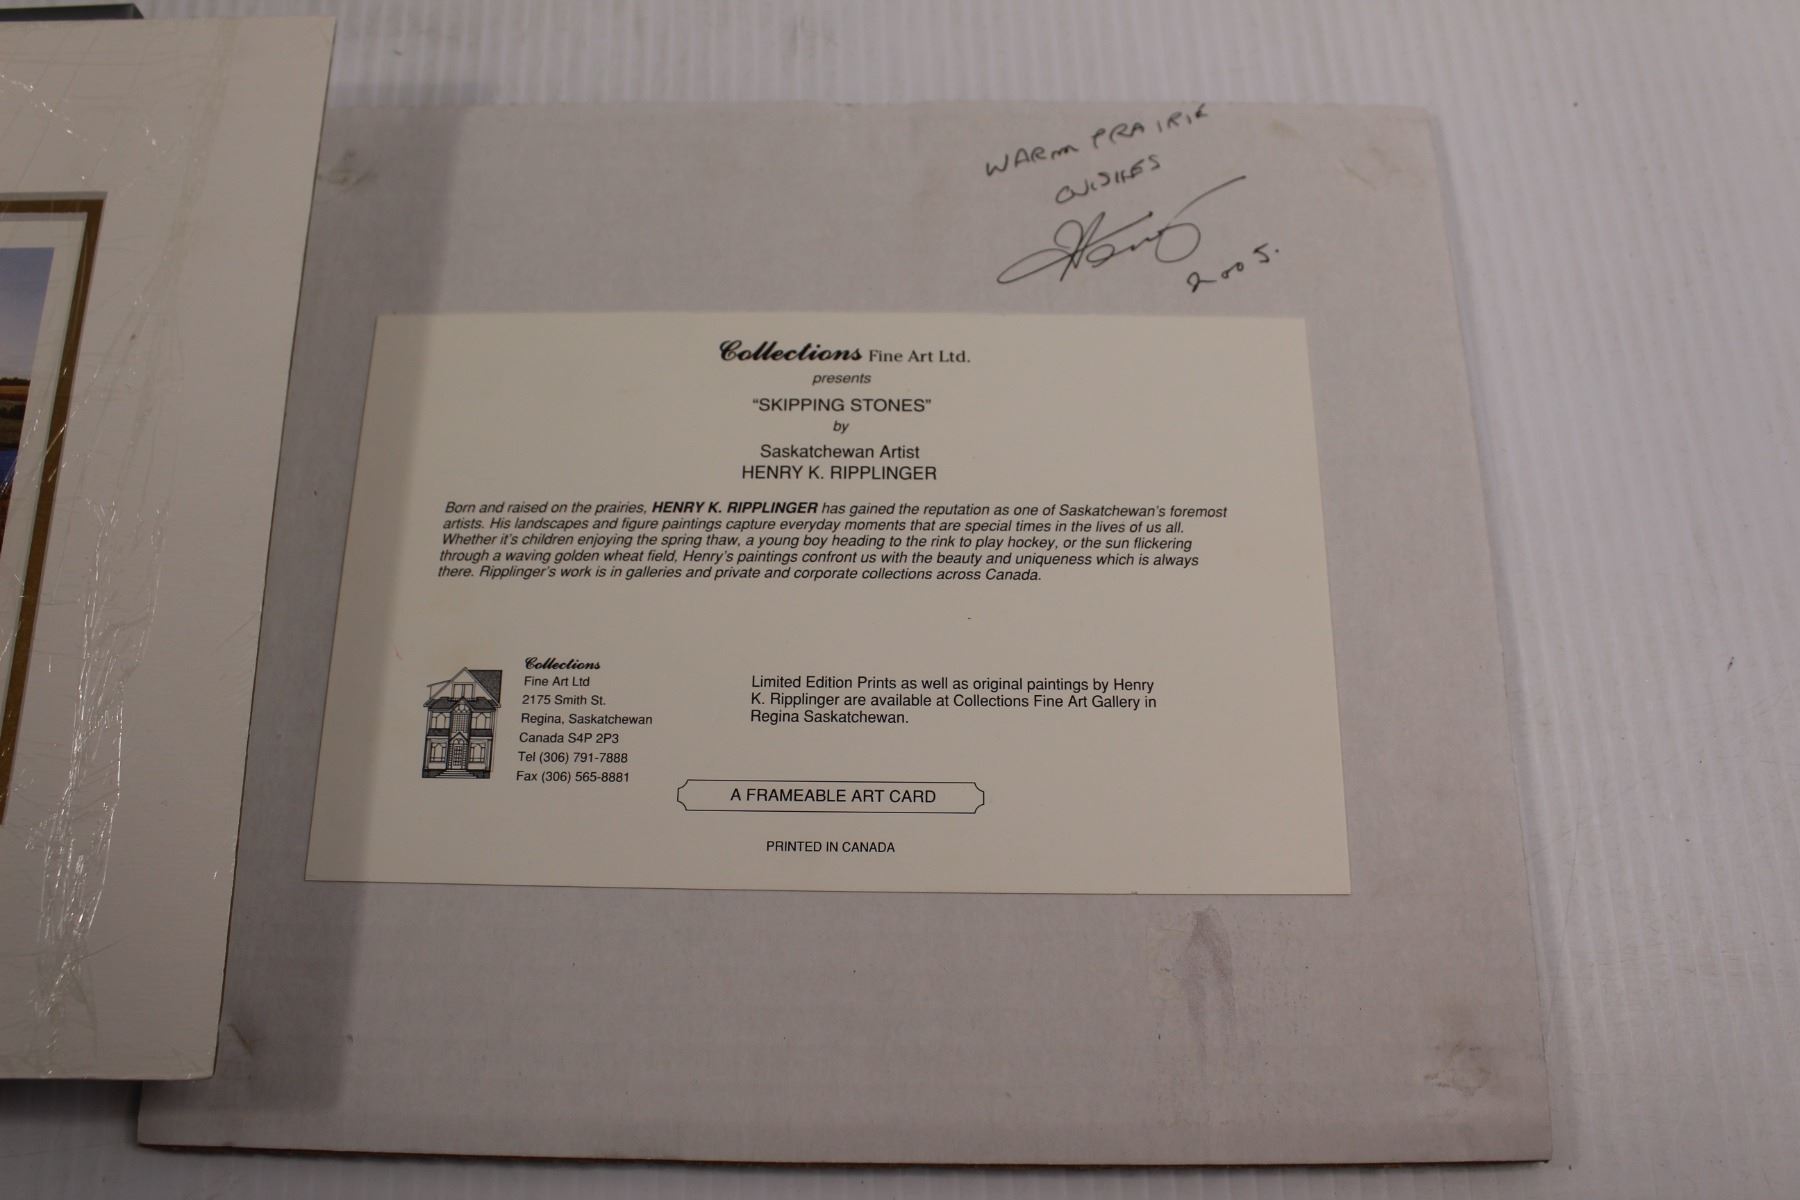 WARM PRAIRIE
WISHES
Henry
2005.
Collections Fine Art Ltd.
presents
"SKIPPING STONES"
by
Saskatchewan Artist
HENRY K. RIPPLINGER
Born and raised on the prairies, HENRY K. RIPPLINGER has gained the reputation as one of Saskatchewan's foremost
artists. His landscapes and figure paintings capture everyday moments that are special times in the lives of us all.
Whether it's children enjoying the spring thaw, a young boy heading to the rink to play hockey, or the sun flickering
through a waving golden wheat field, Henry's paintings confront us with the beauty and uniqueness which is always
there. Ripplinger's work is in galleries and private and corporate collections across Canada.
Collections
Fine Art Ltd
2175 Smith St.
Regina, Saskatchewan
Canada S4P 2P3
Tel (306) 791-7888
Fax (306) 565-8881
Limited Edition Prints as well as original paintings by Henry
K. Ripplinger are available at Collections Fine Art Gallery in
Regina Saskatchewan.
A FRAMEABLE ART CARD
PRINTED IN CANADA